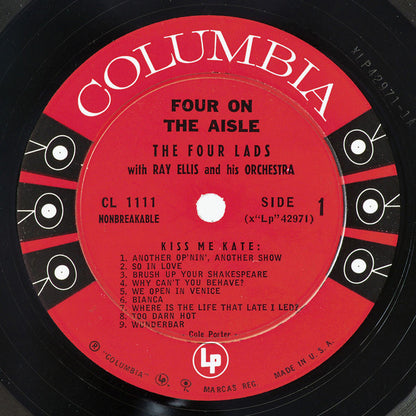 COLUMBIA
XLP42971-1H
FOUR ON
THE AISLE
THE FOUR LADS
with RAY ELLIS and his ORCHESTRA
CL 1111
NONBREAKABLE
SIDE 1
(x"Lp"42971)
KISS ME KATE:
1. ANOTHER OP'NIN', ANOTHER SHOW
2. SO IN LOVE
3. BRUSH UP YOUR SHAKESPEARE
4. WHY CAN'T YOU BEHAVE?
5. WE OPEN IN VENICE
6. BIANCA
7. WHERE IS THE LIFE THAT LATE I LED?
8. TOO DARN HOT
9. WUNDERBAR
- Cole Porter -
Lp
® "COLUMBIA" ® MARCAS REG. MADE IN U.S.A.